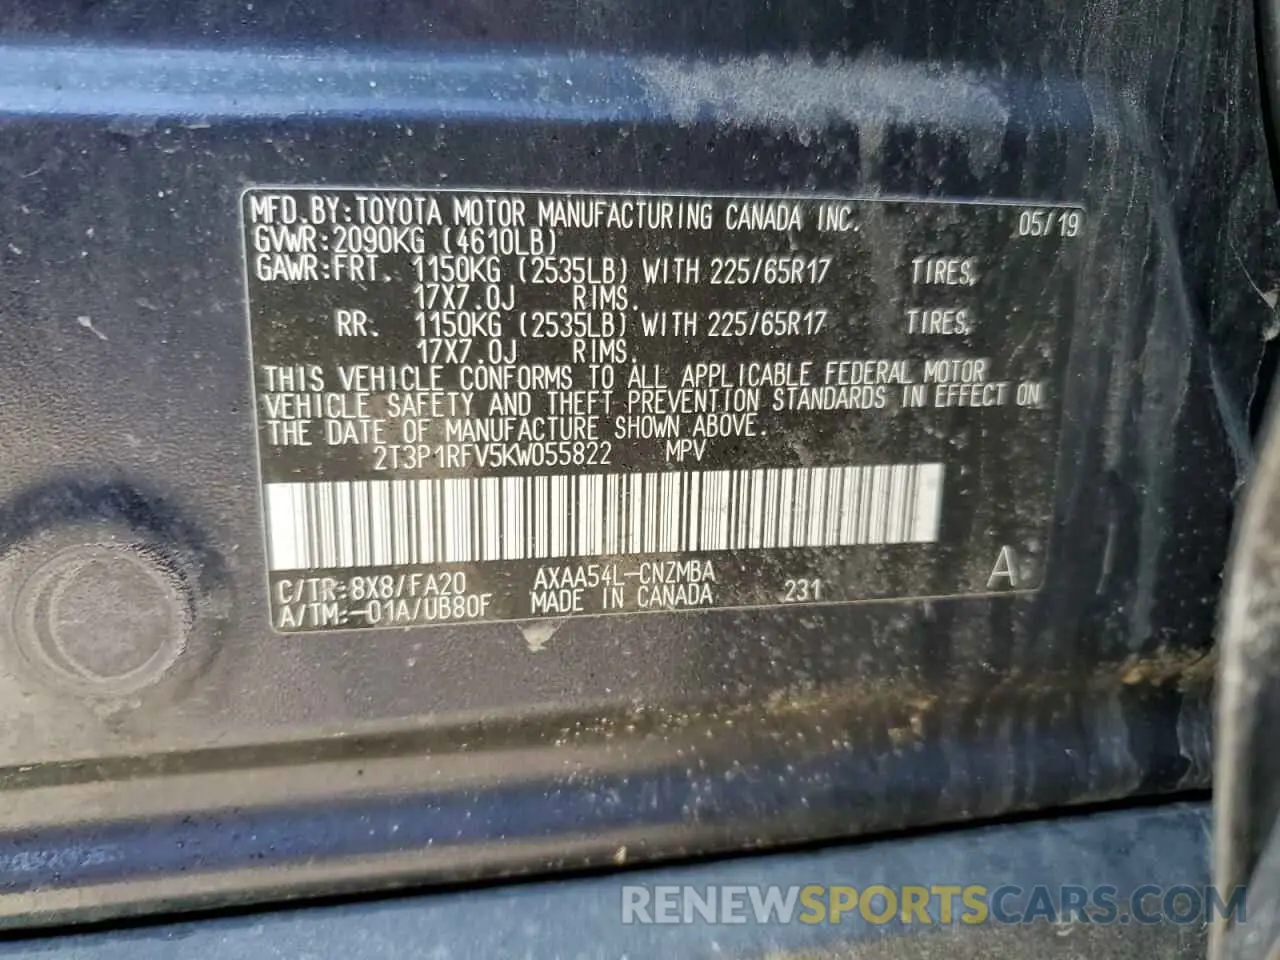 MFD.BY:TOYOTA MOTOR MANUFACTURING CANADA INC. 05/19
GVWR:2090KG (4610LB)
GAWR:FRT. 1150KG (2535LB) WITH 225/65R17 TIRES,
17X7.0J RIMS.
RR. 1150KG (2535LB) WITH 225/65R17 TIRES,
17X7.0J RIMS.
THIS VEHICLE CONFORMS TO ALL APPLICABLE FEDERAL MOTOR
VEHICLE SAFETY AND THEFT PREVENTION STANDARDS IN EFFECT ON
THE DATE OF MANUFACTURE SHOWN ABOVE.
2T3P1RFV5KW055822 MPV
C/TR:8X8/FA20 AXAA54L-CNZMBA 231 A
A/TM:-01A/UB80F MADE IN CANADA
RENEWSPORTSCARS.COM